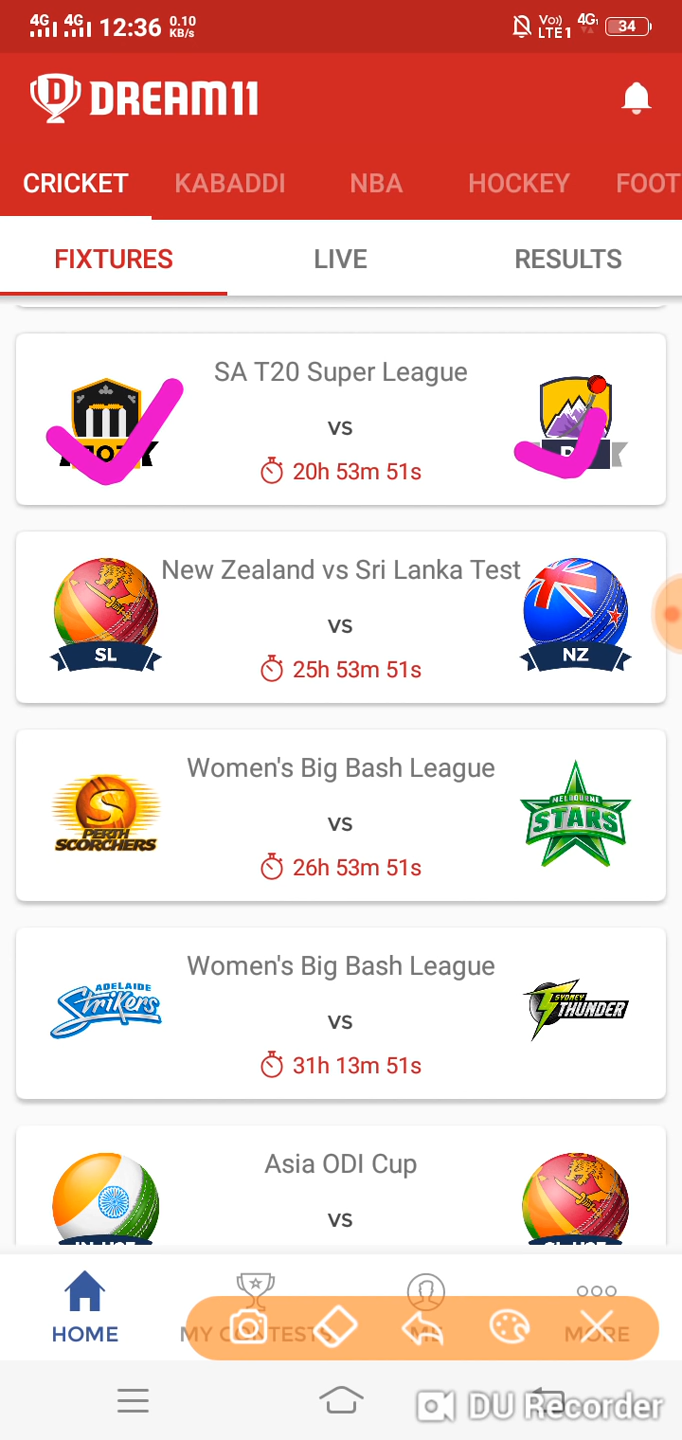 4G 4G 12:36 0.10 KB/s Vo) LTE1 4G 34
DREAM11
CRICKET KABADDI NBA HOCKEY FOOT
FIXTURES LIVE RESULTS
SA T20 Super League
VS
20h 53m 51s
New Zealand vs Sri Lanka Test
SL VS NZ
25h 53m 51s
Women's Big Bash League
PERTH SCORCHERS VS MELBOURNE STARS
26h 53m 51s
Women's Big Bash League
ADELAIDE Strikers VS SYDNEY THUNDER
31h 13m 51s
Asia ODI Cup
VS
HOME MY CONTESTS ME MORE
DU Recorder